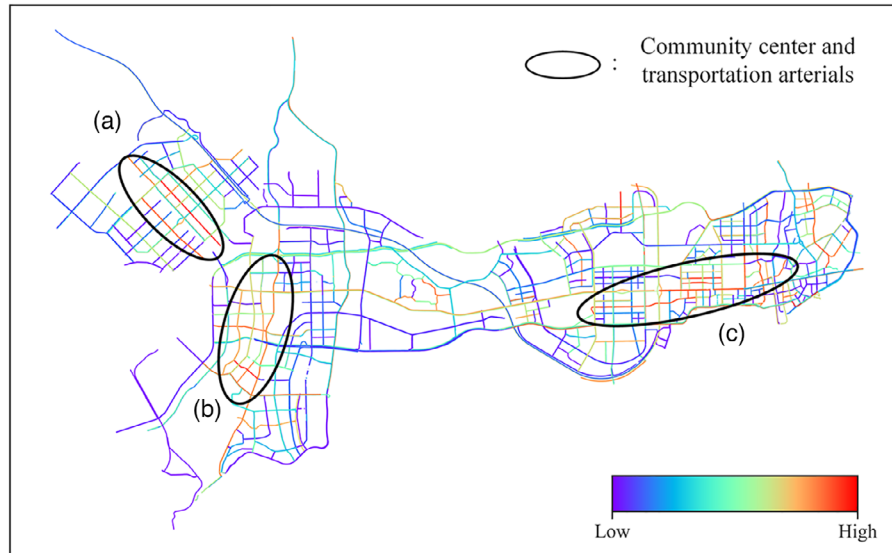 : Community center and
transportation arterials
(a)
(b)
(c)
Low High